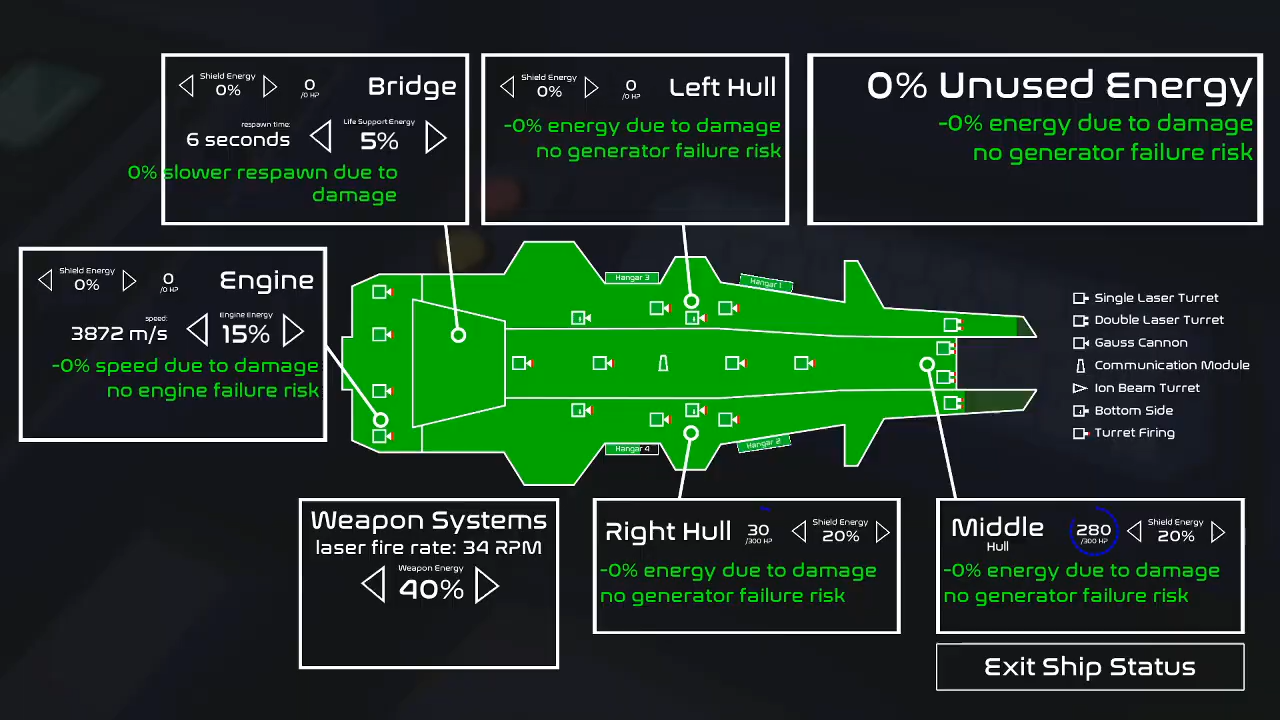 Shield Energy
0%
0
/0 HP
Bridge
respawn time:
6 seconds
Life Support Energy
5%
0% slower respawn due to
damage
Shield Energy
0%
0
/0 HP
Left Hull
-0% energy due to damage
no generator failure risk
0% Unused Energy
-0% energy due to damage
no generator failure risk
Shield Energy
0%
0
/0 HP
Engine
speed:
3872 m/s
Engine Energy
15%
-0% speed due to damage
no engine failure risk
Hangar 3
Hangar 1
Hangar 4
Hangar 2
Single Laser Turret
Double Laser Turret
Gauss Cannon
Communication Module
Ion Beam Turret
Bottom Side
Turret Firing
Weapon Systems
laser fire rate: 34 RPM
Weapon Energy
40%
Right Hull
30
/300 HP
Shield Energy
20%
-0% energy due to damage
no generator failure risk
Middle
Hull
280
/300 HP
Shield Energy
20%
-0% energy due to damage
no generator failure risk
Exit Ship Status